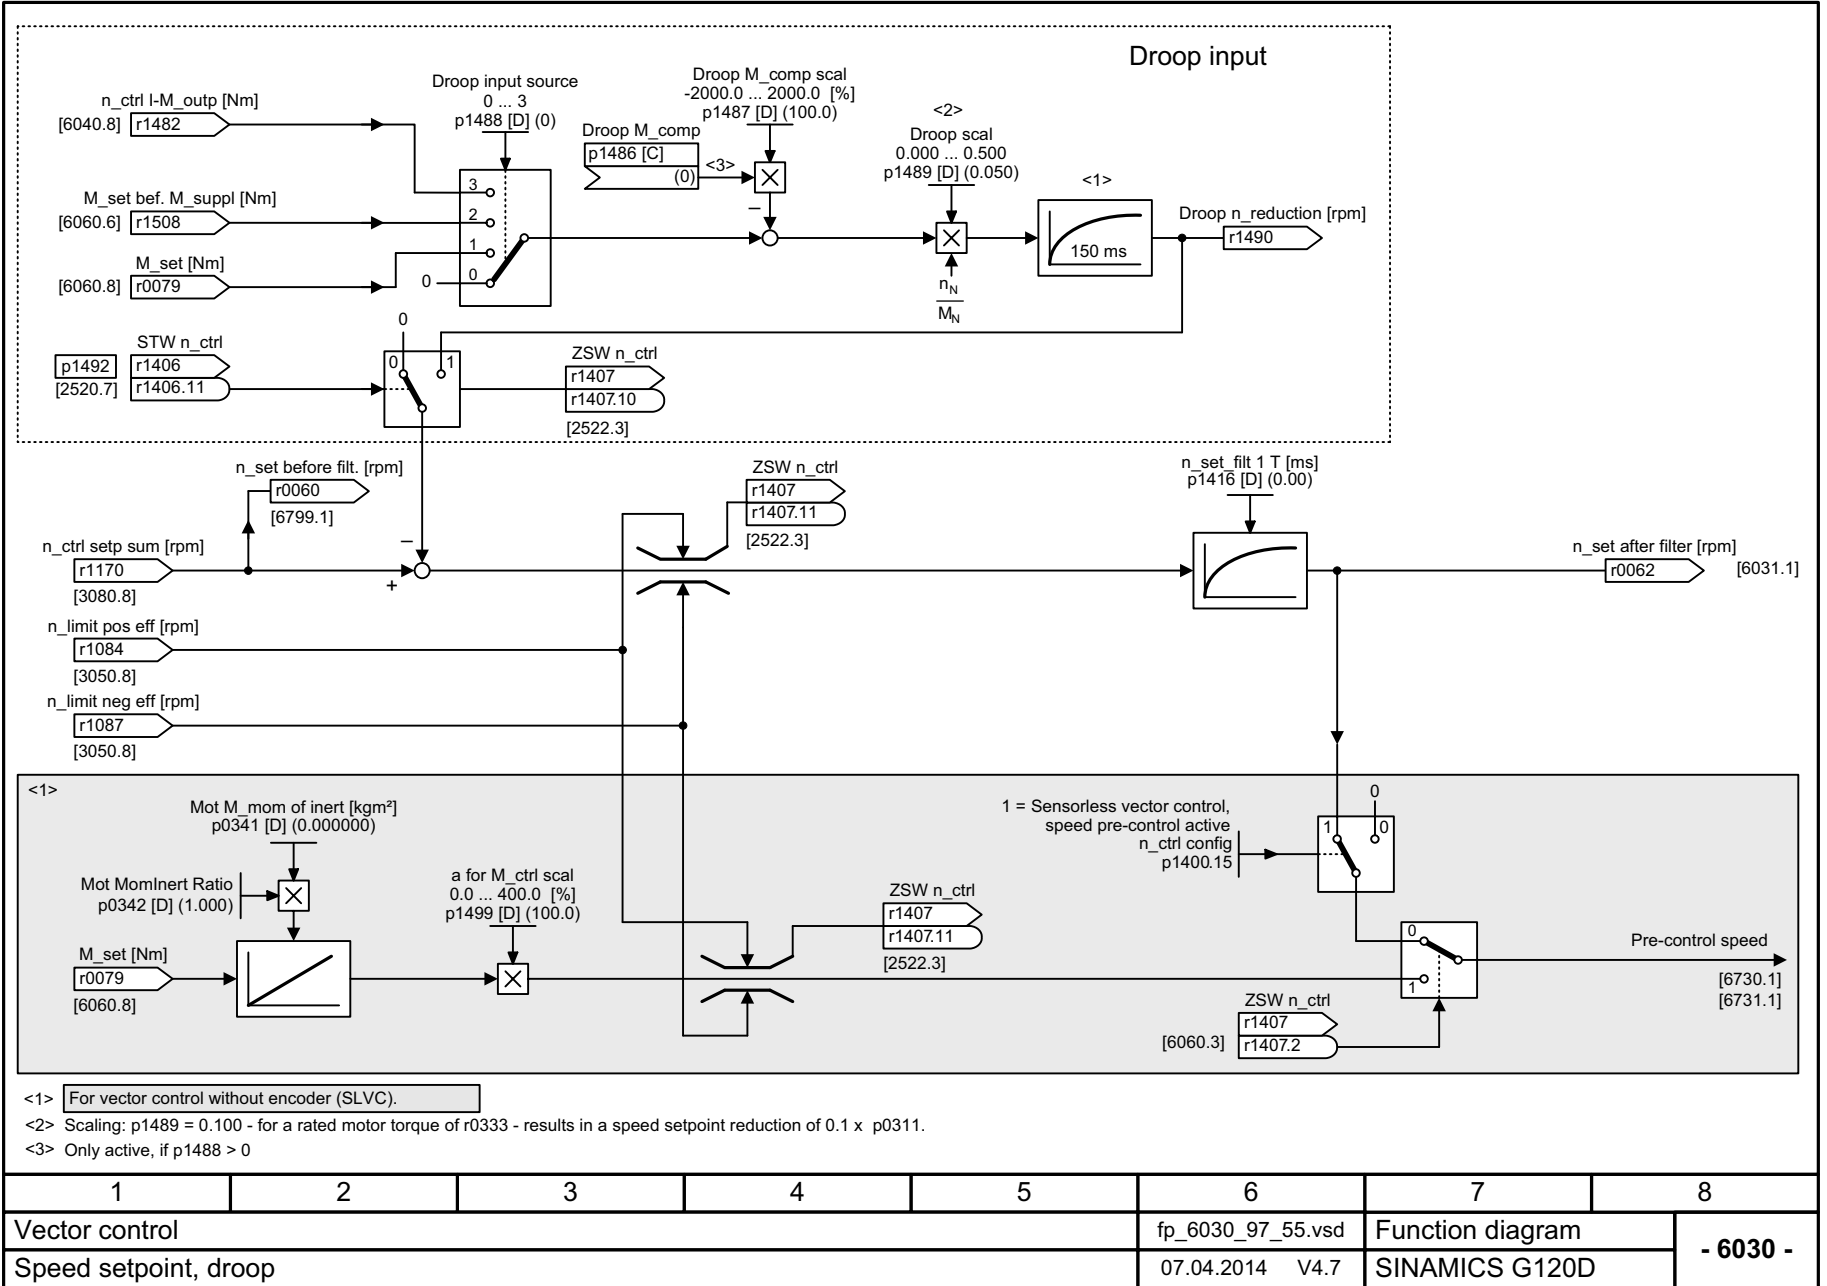 Droop input
Droop input source
0 ... 3
p1488 [D] (0)
Droop M_comp scal
-2000.0 ... 2000.0 [%]
p1487 [D] (100.0)
<2>
Droop scal
0.000 ... 0.500
p1489 [D] (0.050)
n_ctrl I-M_outp [Nm]
[6040.8] r1482
Droop M_comp
p1486 [C]
(0)
<3>
<1>
M_set bef. M_suppl [Nm]
[6060.6] r1508
3
2
1
0
0
–
150 ms
Droop n_reduction [rpm]
r1490
M_set [Nm]
[6060.8] r0079
nN
MN
STW n_ctrl
p1492 r1406
[2520.7] r1406.11
0
0 1
ZSW n_ctrl
r1407
r1407.10
[2522.3]
n_set before filt. [rpm]
r0060
[6799.1]
ZSW n_ctrl
r1407
r1407.11
[2522.3]
n_set_filt 1 T [ms]
p1416 [D] (0.00)
n_ctrl setp sum [rpm]
r1170
[3080.8]
–
+
n_set after filter [rpm]
r0062 [6031.1]
n_limit pos eff [rpm]
r1084
[3050.8]
n_limit neg eff [rpm]
r1087
[3050.8]
<1>
Mot M_mom of inert [kgm²]
p0341 [D] (0.000000)
Mot MomInert Ratio
p0342 [D] (1.000)
a for M_ctrl scal
0.0 ... 400.0 [%]
p1499 [D] (100.0)
1 = Sensorless vector control,
speed pre-control active
n_ctrl config
p1400.15
0
1 0
M_set [Nm]
r0079
[6060.8]
ZSW n_ctrl
r1407
r1407.11
[2522.3]
0
1
Pre-control speed
[6730.1]
[6731.1]
ZSW n_ctrl
r1407
[6060.3] r1407.2
<1> For vector control without encoder (SLVC).
<2> Scaling: p1489 = 0.100 - for a rated motor torque of r0333 - results in a speed setpoint reduction of 0.1 x p0311.
<3> Only active, if p1488 > 0
1 2 3 4 5 6 7 8
Vector control fp_6030_97_55.vsd Function diagram
- 6030 -
Speed setpoint, droop 07.04.2014 V4.7 SINAMICS G120D